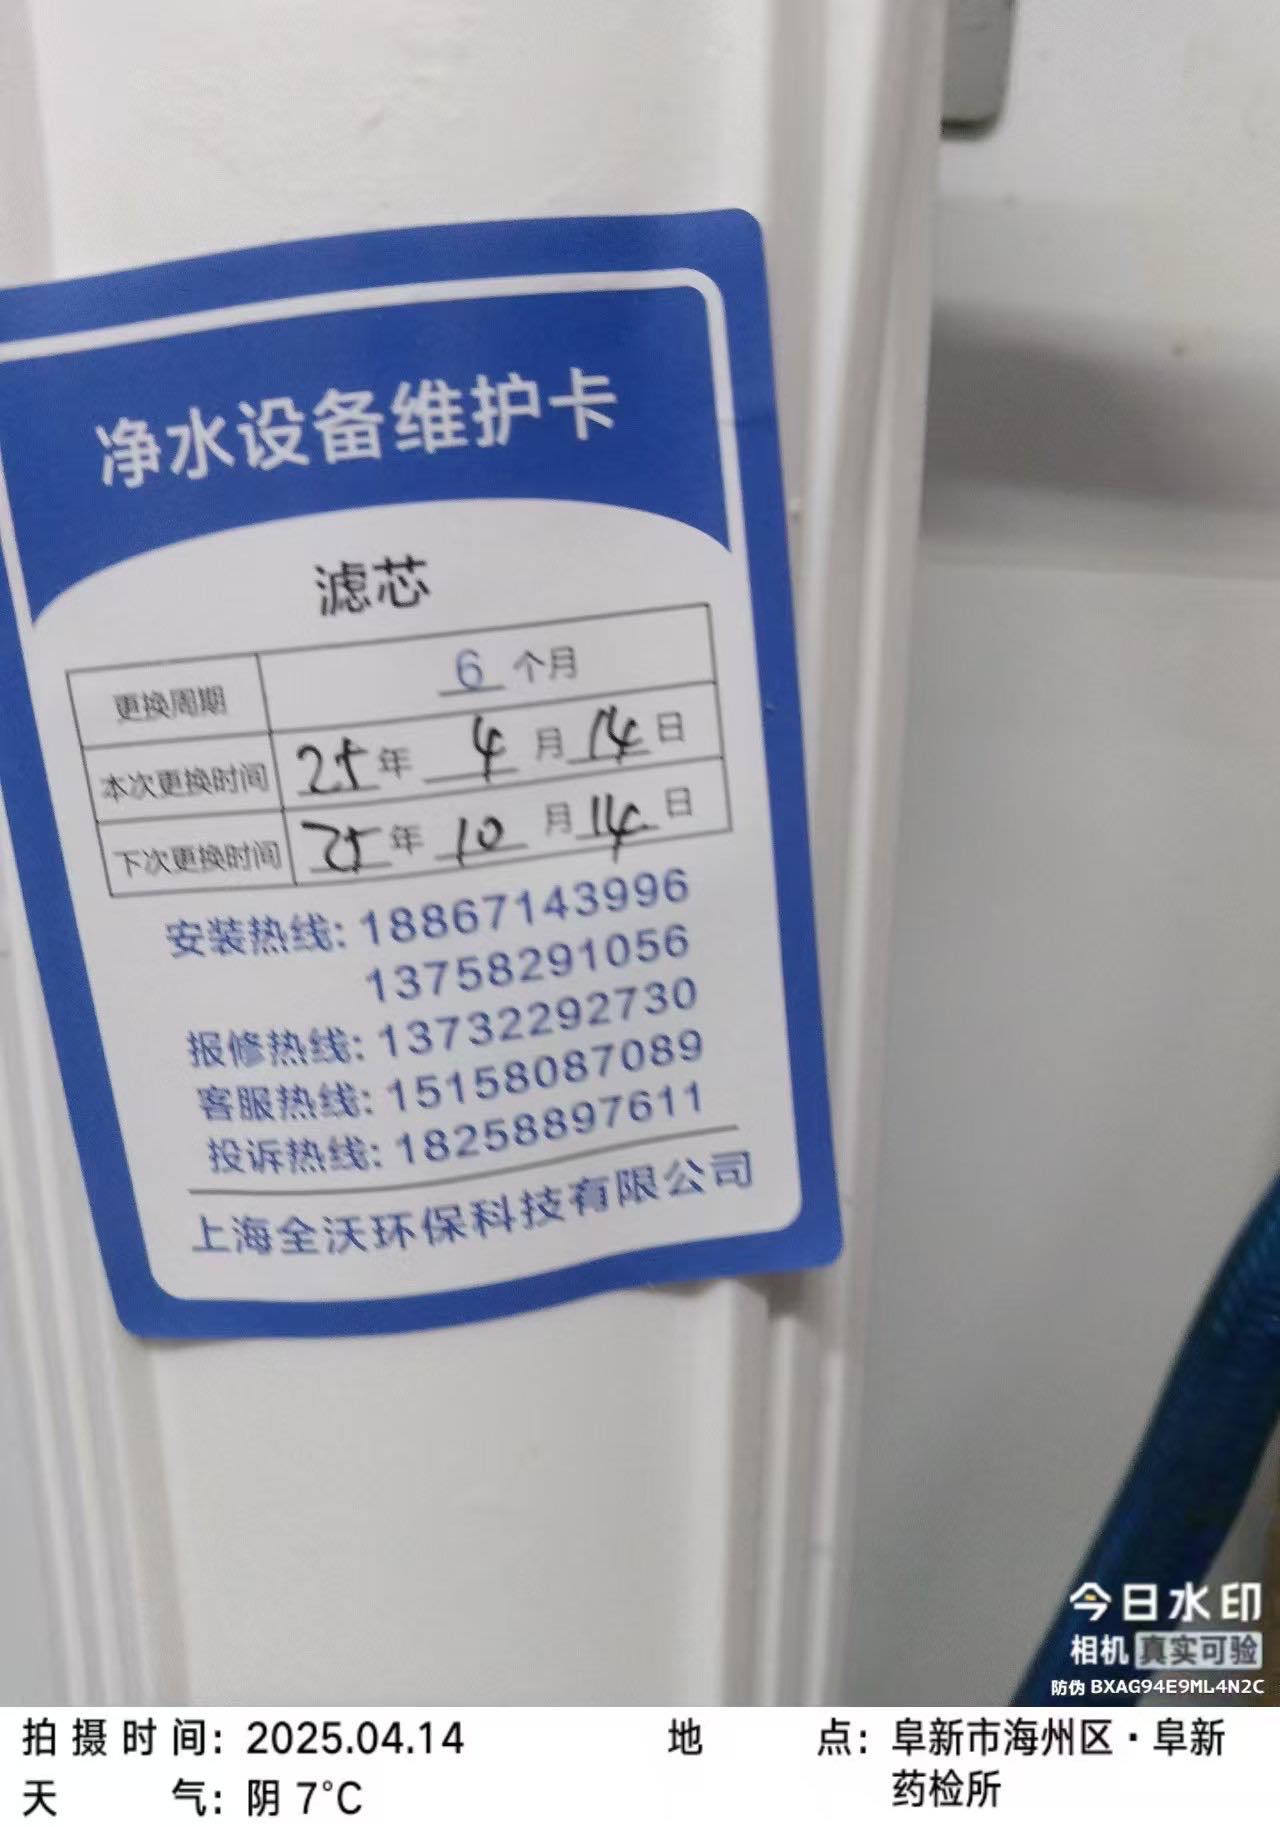 净水设备维护卡
滤芯
更换周期 6 个月
本次更换时间 25年 4 月 14 日
下次更换时间 25年 10 月 14 日
安装热线: 18867143996
13758291056
报修热线: 13732292730
客服热线: 15158087089
投诉热线: 18258897611
上海全沃环保科技有限公司
今日水印
相机 真实可验
防伪 BXAG94E9ML4N2C
拍摄时间: 2025.04.14 地 点: 阜新市海州区·阜新
药检所
天 气: 阴 7°C